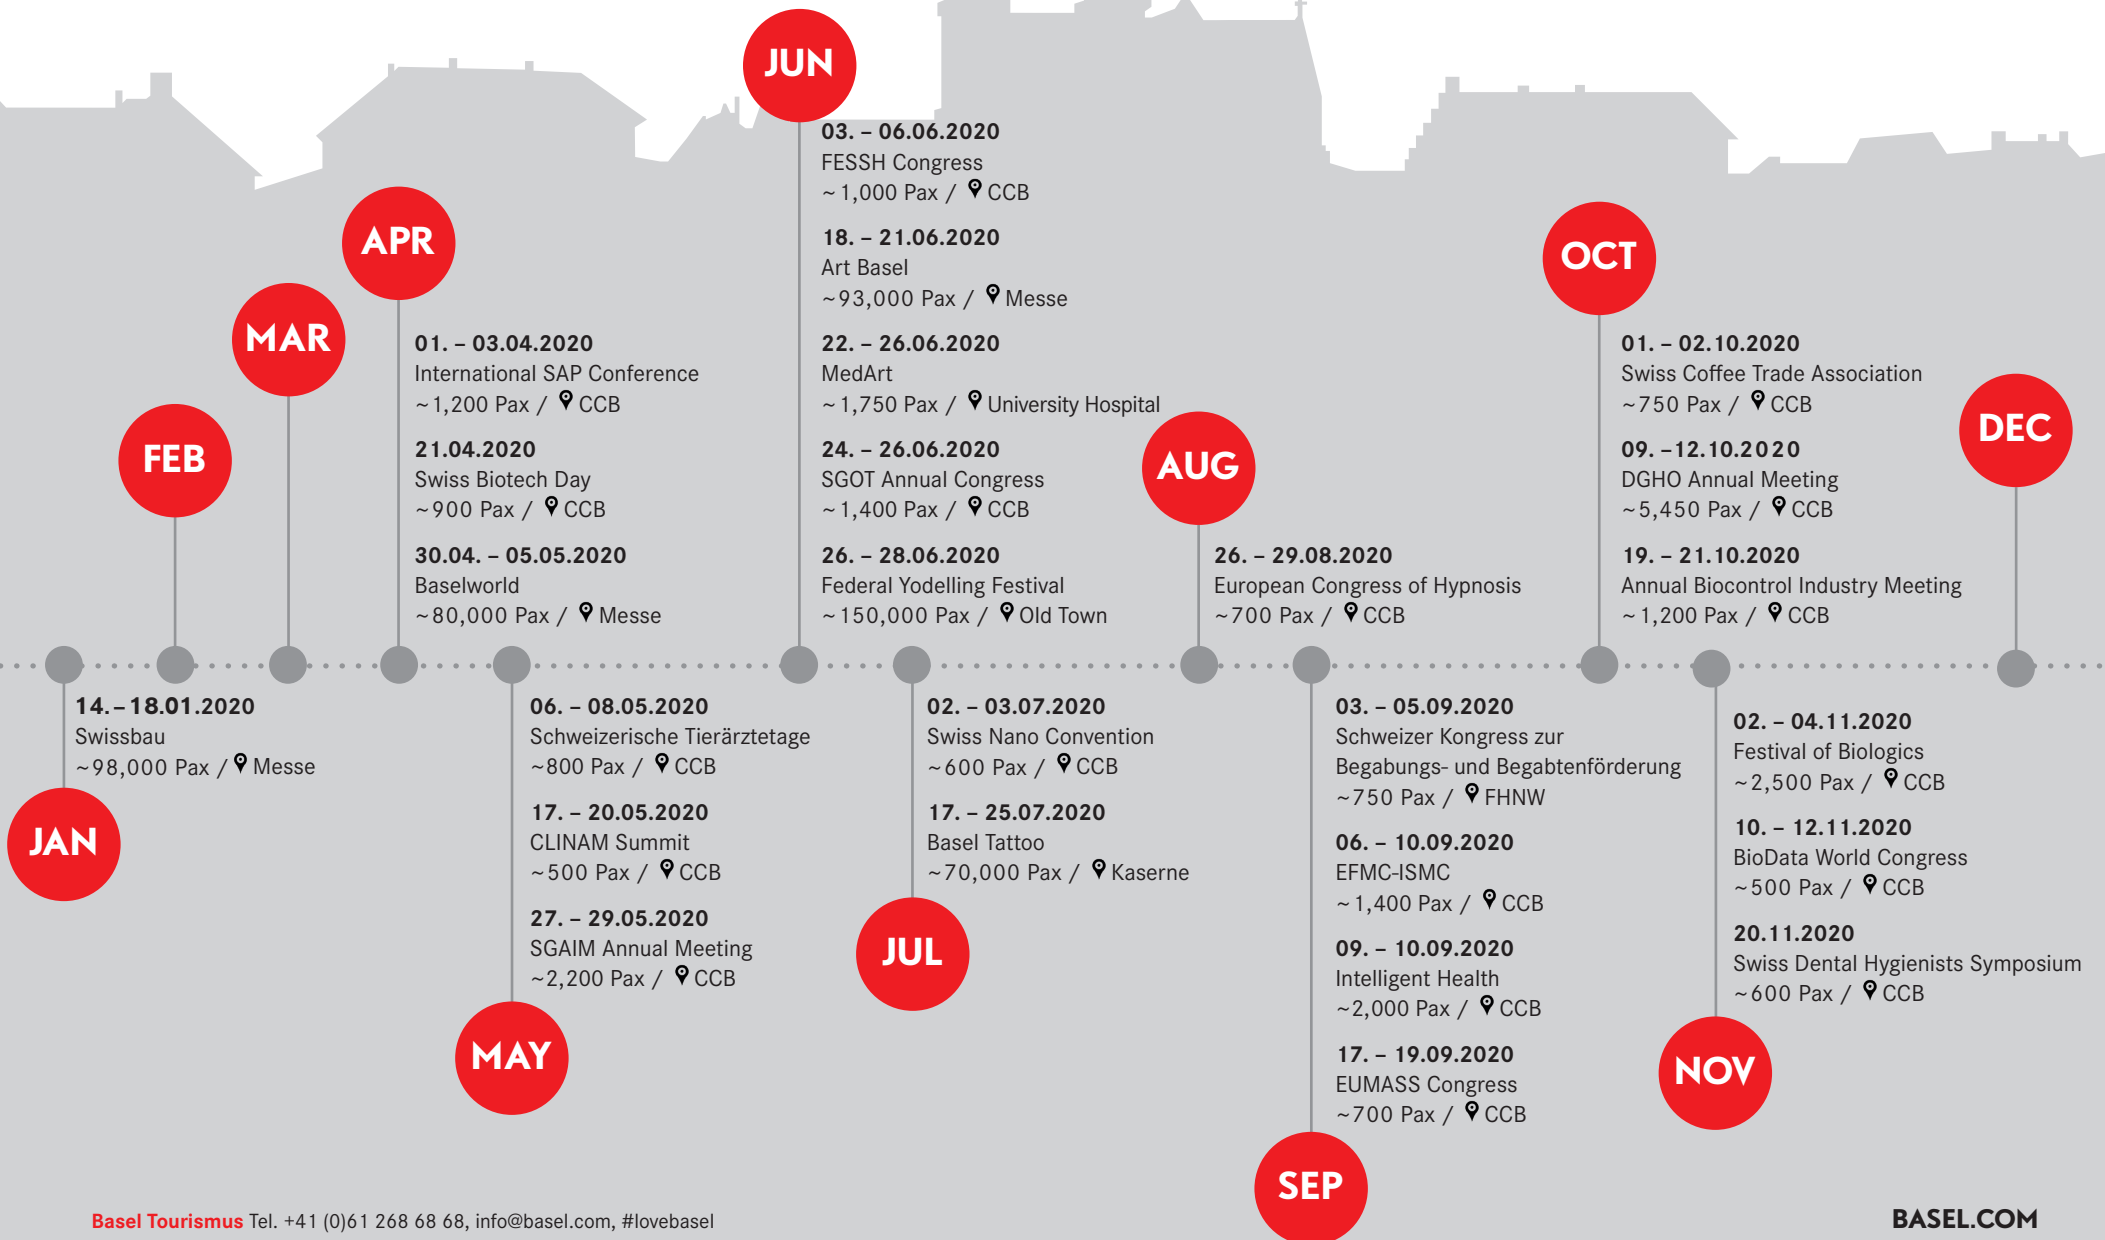 JAN
14. – 18.01.2020
Swissbau
~98,000 Pax / CCB Messe
FEB
MAR
APR
01. – 03.04.2020
International SAP Conference
~1,200 Pax / CCB
21.04.2020
Swiss Biotech Day
~900 Pax / CCB
30.04. – 05.05.2020
Baselworld
~80,000 Pax / Messe
MAY
06. – 08.05.2020
Schweizerische Tierärztetage
~800 Pax / CCB
17. – 20.05.2020
CLINAM Summit
~500 Pax / CCB
27. – 29.05.2020
SGAIM Annual Meeting
~2,200 Pax / CCB
JUN
03. – 06.06.2020
FESSH Congress
~1,000 Pax / CCB
18. – 21.06.2020
Art Basel
~93,000 Pax / Messe
22. – 26.06.2020
MedArt
~1,750 Pax / University Hospital
24. – 26.06.2020
SGOT Annual Congress
~1,400 Pax / CCB
26. – 28.06.2020
Federal Yodelling Festival
~150,000 Pax / Old Town
JUL
02. – 03.07.2020
Swiss Nano Convention
~600 Pax / CCB
17. – 25.07.2020
Basel Tattoo
~70,000 Pax / Kaserne
AUG
26. – 29.08.2020
European Congress of Hypnosis
~700 Pax / CCB
SEP
03. – 05.09.2020
Schweizer Kongress zur
Begabungs- und Begabtenförderung
~750 Pax / FHNW
06. – 10.09.2020
EFMC-ISMC
~1,400 Pax / CCB
09. – 10.09.2020
Intelligent Health
~2,000 Pax / CCB
17. – 19.09.2020
EUMASS Congress
~700 Pax / CCB
OCT
01. – 02.10.2020
Swiss Coffee Trade Association
~750 Pax / CCB
09. –12.10.2020
DGHO Annual Meeting
~5,450 Pax / CCB
19. – 21.10.2020
Annual Biocontrol Industry Meeting
~1,200 Pax / CCB
NOV
02. – 04.11.2020
Festival of Biologics
~2,500 Pax / CCB
10. – 12.11.2020
BioData World Congress
~500 Pax / CCB
20.11.2020
Swiss Dental Hygienists Symposium
~600 Pax / CCB
DEC
Basel Tourismus Tel. +41 (0)61 268 68 68, info@basel.com, #lovebasel
BASEL.COM